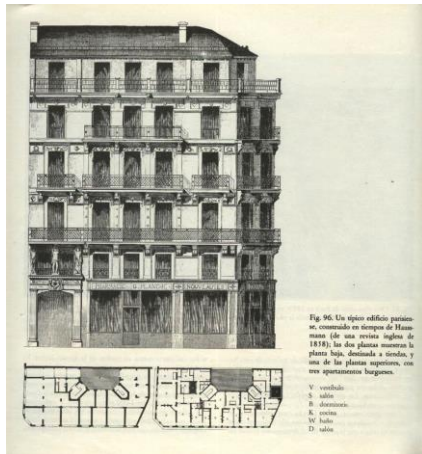 Fig. 96. Un típico edificio parisien-
se, construido en tiempos de Hauss-
mann (de una revista inglesa de
1858); las dos plantas muestran la
planta baja, destinada a tiendas, y
una de las plantas superiores, con
tres apartamentos burgueses.
V vestíbulo
S salón
B dormitorio
K cocina
W baño
D salón